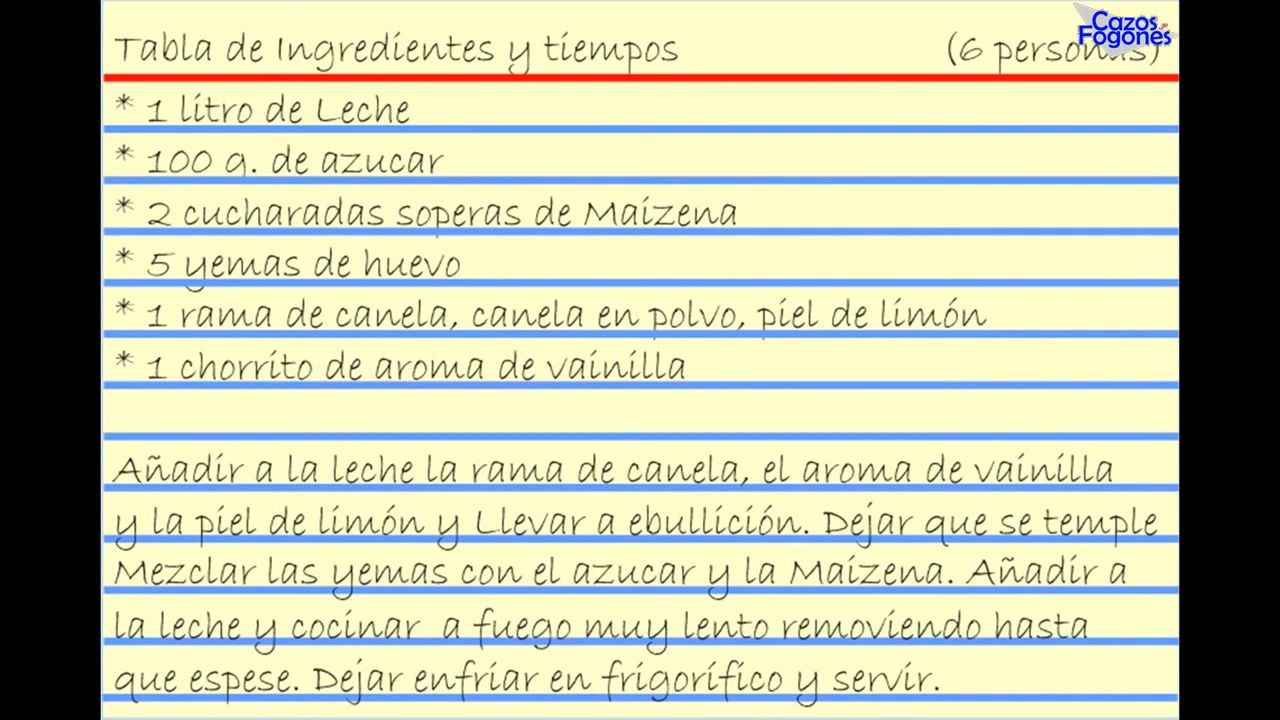 Cazos en
Fogones
Tabla de Ingredientes y tiempos (6 personas)
* 1 litro de Leche
* 100 g. de azucar
* 2 cucharadas soperas de Maizena
* 5 yemas de huevo
* 1 rama de canela, canela en polvo, piel de limón
* 1 chorrito de aroma de vainilla
Añadir a la leche la rama de canela, el aroma de vainilla
y la piel de limón y Llevar a ebullición. Dejar que se temple
Mezclar las yemas con el azucar y la Maizena. Añadir a
la leche y cocinar a fuego muy lento removiendo hasta
que espese. Dejar enfriar en frigorífico y servir.